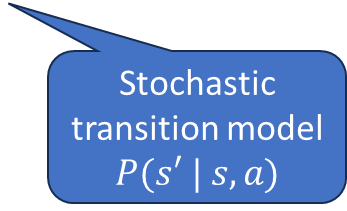 Stochastic
transition model
P(s′ | s, a)